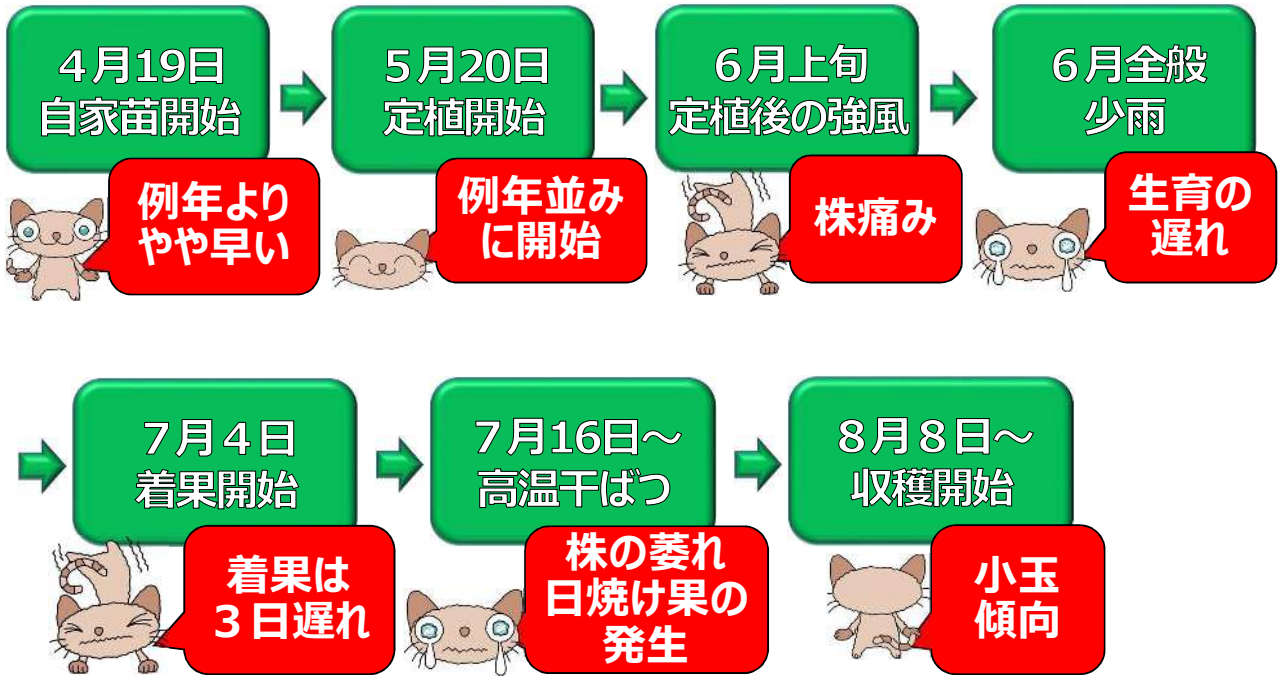 ４月19日
自家苗開始
例年より
やや早い
５月20日
定植開始
例年並み
に開始
６月上旬
定植後の強風
株痛み
６月全般
少雨
生育の
遅れ
７月４日
着果開始
着果は
３日遅れ
７月16日～
高温干ばつ
株の萎れ
日焼け果の
発生
８月８日～
収穫開始
小玉
傾向